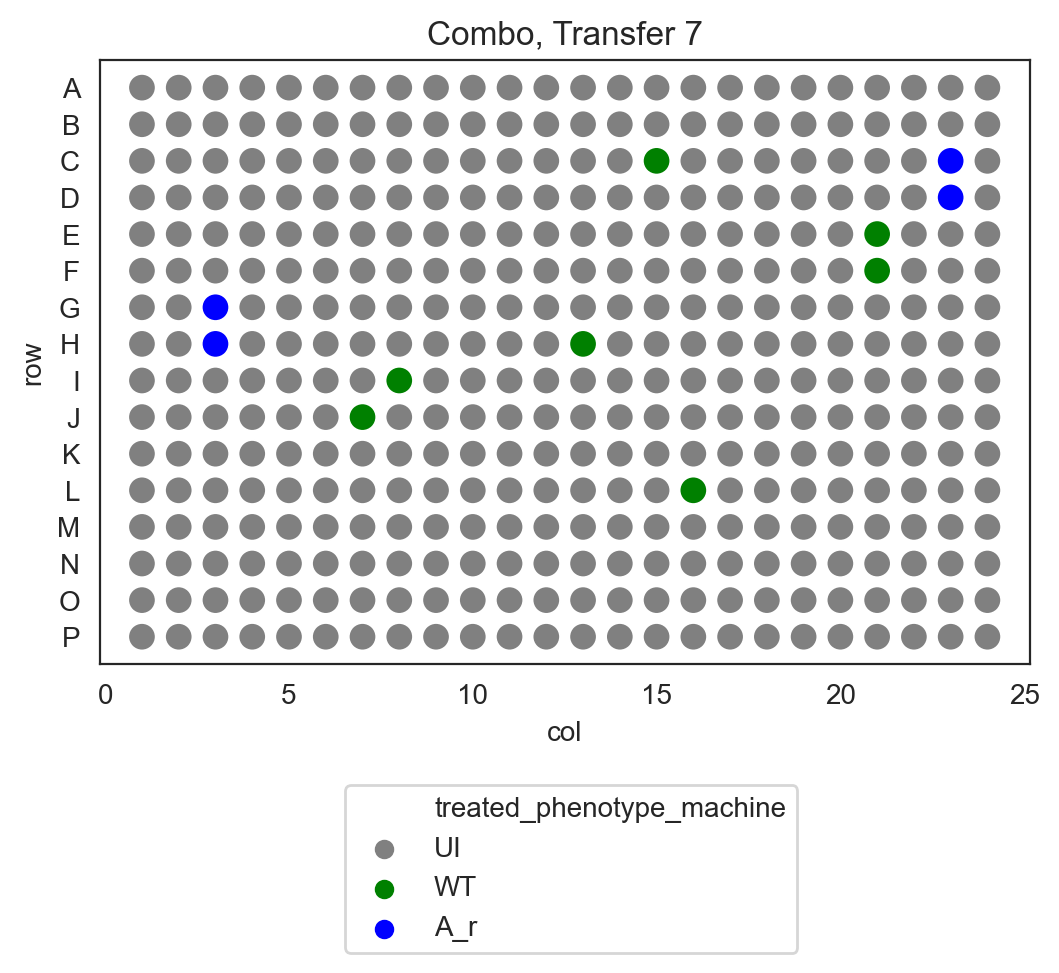 Combo, Transfer 7
A
B
C
D
E
F
G
H
I
J
K
L
M
N
O
P
row
0 5 10 15 20 25
col
treated_phenotype_machine
UI
WT
A_r